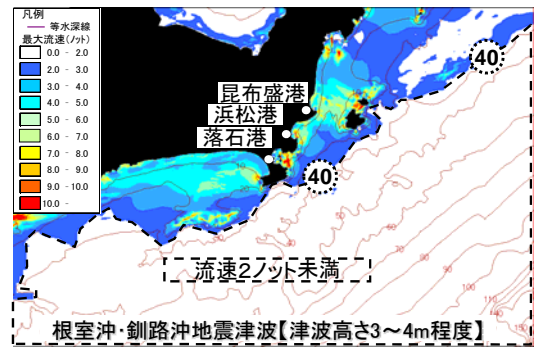 凡例
等水深線
最大流速(ノット)
0.0 - 2.0
2.0 - 3.0
3.0 - 4.0
4.0 - 5.0
5.0 - 6.0
6.0 - 7.0
7.0 - 8.0
8.0 - 9.0
9.0 - 10.0
10.0 -
40
昆布盛港
浜松港
落石港
40
流速2ノット未満
根室沖・釧路沖地震津波【津波高さ3～4m程度】